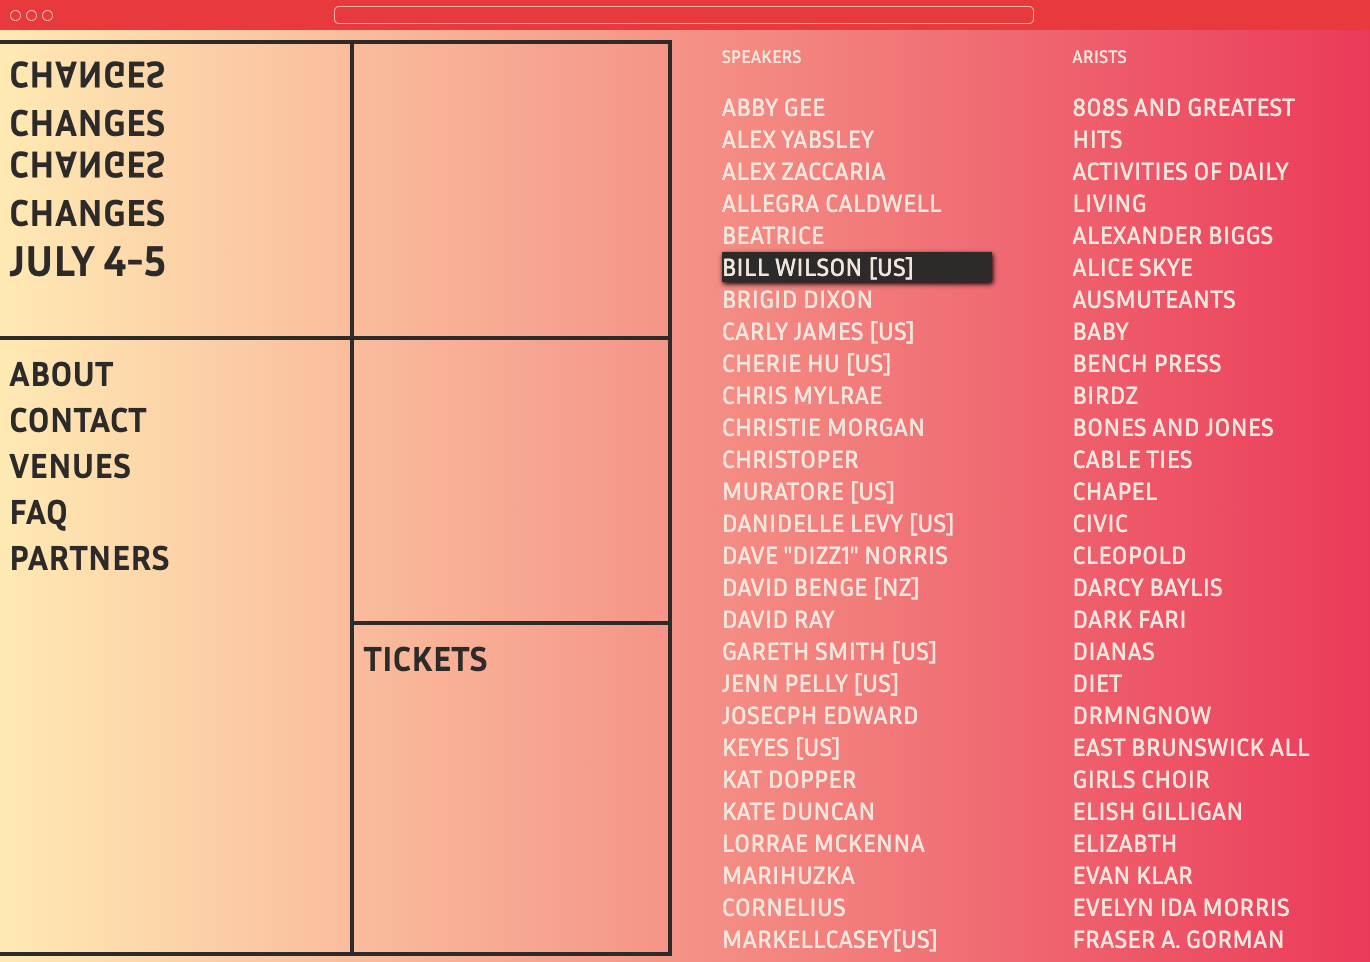 CHANGES
CHANGES
CHANGES
CHANGES
JULY 4-5
ABOUT
CONTACT
VENUES
FAQ
PARTNERS
TICKETS
SPEAKERS
ABBY GEE
ALEX YABSLEY
ALEX ZACCARIA
ALLEGRA CALDWELL
BEATRICE
BILL WILSON [US]
BRIGID DIXON
CARLY JAMES [US]
CHERIE HU [US]
CHRIS MYLRAE
CHRISTIE MORGAN
CHRISTOPER
MURATORE [US]
DANIDELLE LEVY [US]
DAVE "DIZZ1" NORRIS
DAVID BENGE [NZ]
DAVID RAY
GARETH SMITH [US]
JENN PELLY [US]
JOSECPH EDWARD
KEYES [US]
KAT DOPPER
KATE DUNCAN
LORRAE MCKENNA
MARIHUZKA
CORNELIUS
MARKELLCASEY[US]
ARISTS
808S AND GREATEST
HITS
ACTIVITIES OF DAILY
LIVING
ALEXANDER BIGGS
ALICE SKYE
AUSMUTEANTS
BABY
BENCH PRESS
BIRDZ
BONES AND JONES
CABLE TIES
CHAPEL
CIVIC
CLEOPOLD
DARCY BAYLIS
DARK FARI
DIANAS
DIET
DRMNGNOW
EAST BRUNSWICK ALL
GIRLS CHOIR
ELISH GILLIGAN
ELIZABTH
EVAN KLAR
EVELYN IDA MORRIS
FRASER A. GORMAN